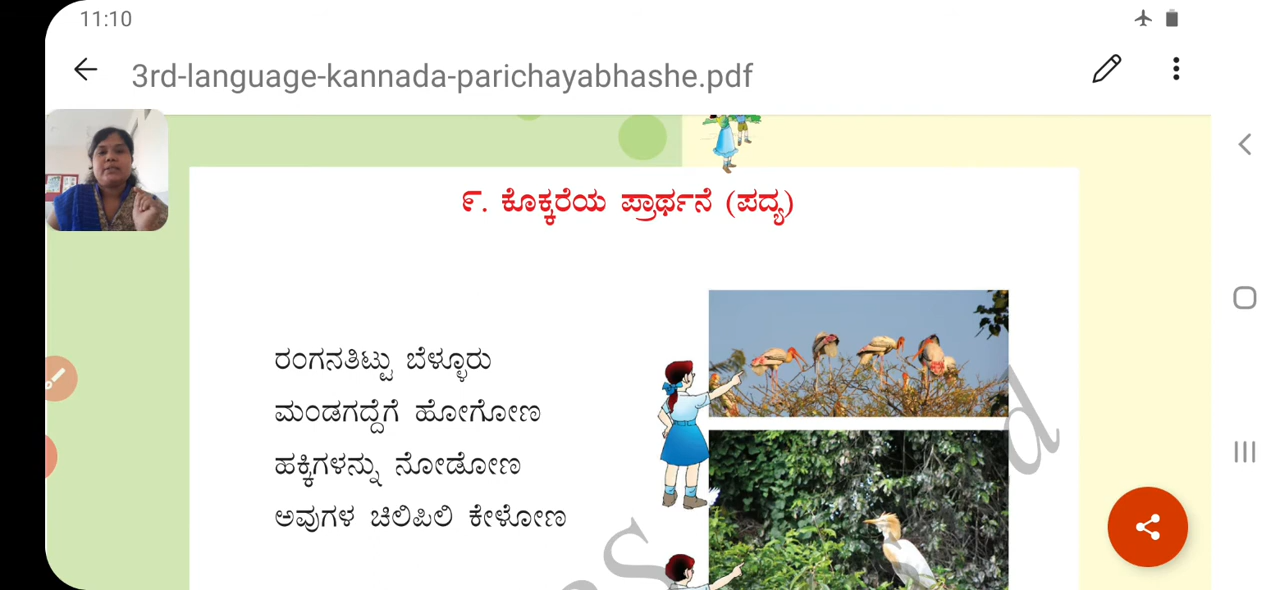 11:10
3rd-language-kannada-parichayabhashe.pdf
೯. ಕೊಕ್ಕರೆಯ ಪ್ರಾರ್ಥನೆ (ಪದ್ಯ)
ರಂಗನತಿಟ್ಟು ಬೆಳ್ಳೂರು
ಮಂಡಗದ್ದೆಗೆ ಹೋಗೋಣ
ಹಕ್ಕಿಗಳನ್ನು ನೋಡೋಣ
ಅವುಗಳ ಚಿಲಿಪಿಲಿ ಕೇಳೋಣ